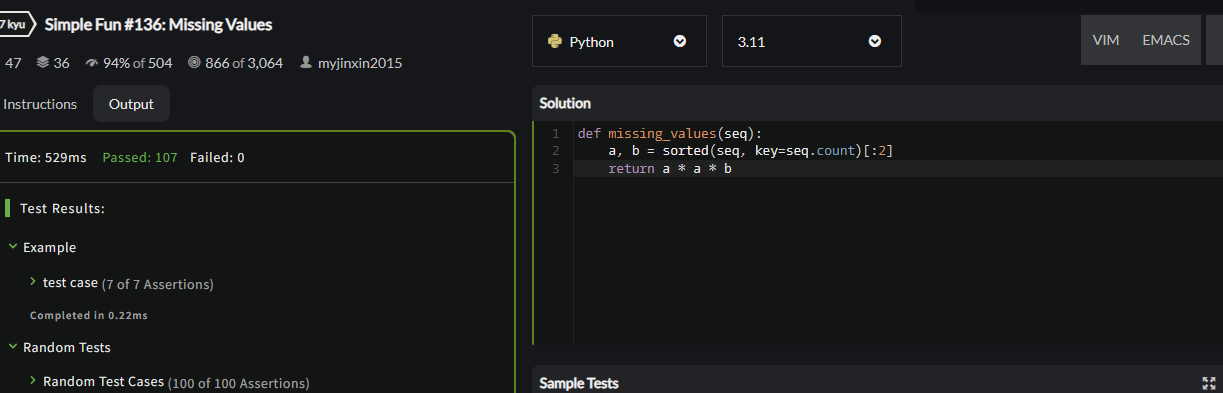 7 kyu Simple Fun #136: Missing Values
47 36 94% of 504 866 of 3,064 myjinxin2015
Instructions Output
Time: 529ms Passed: 107 Failed: 0
Test Results:
Example
test case (7 of 7 Assertions)
Completed in 0.22ms
Random Tests
Random Test Cases (100 of 100 Assertions)
Python 3.11 VIM EMACS
Solution
1 def missing_values(seq):
2 a, b = sorted(seq, key=seq.count)[:2]
3 return a * a * b
Sample Tests